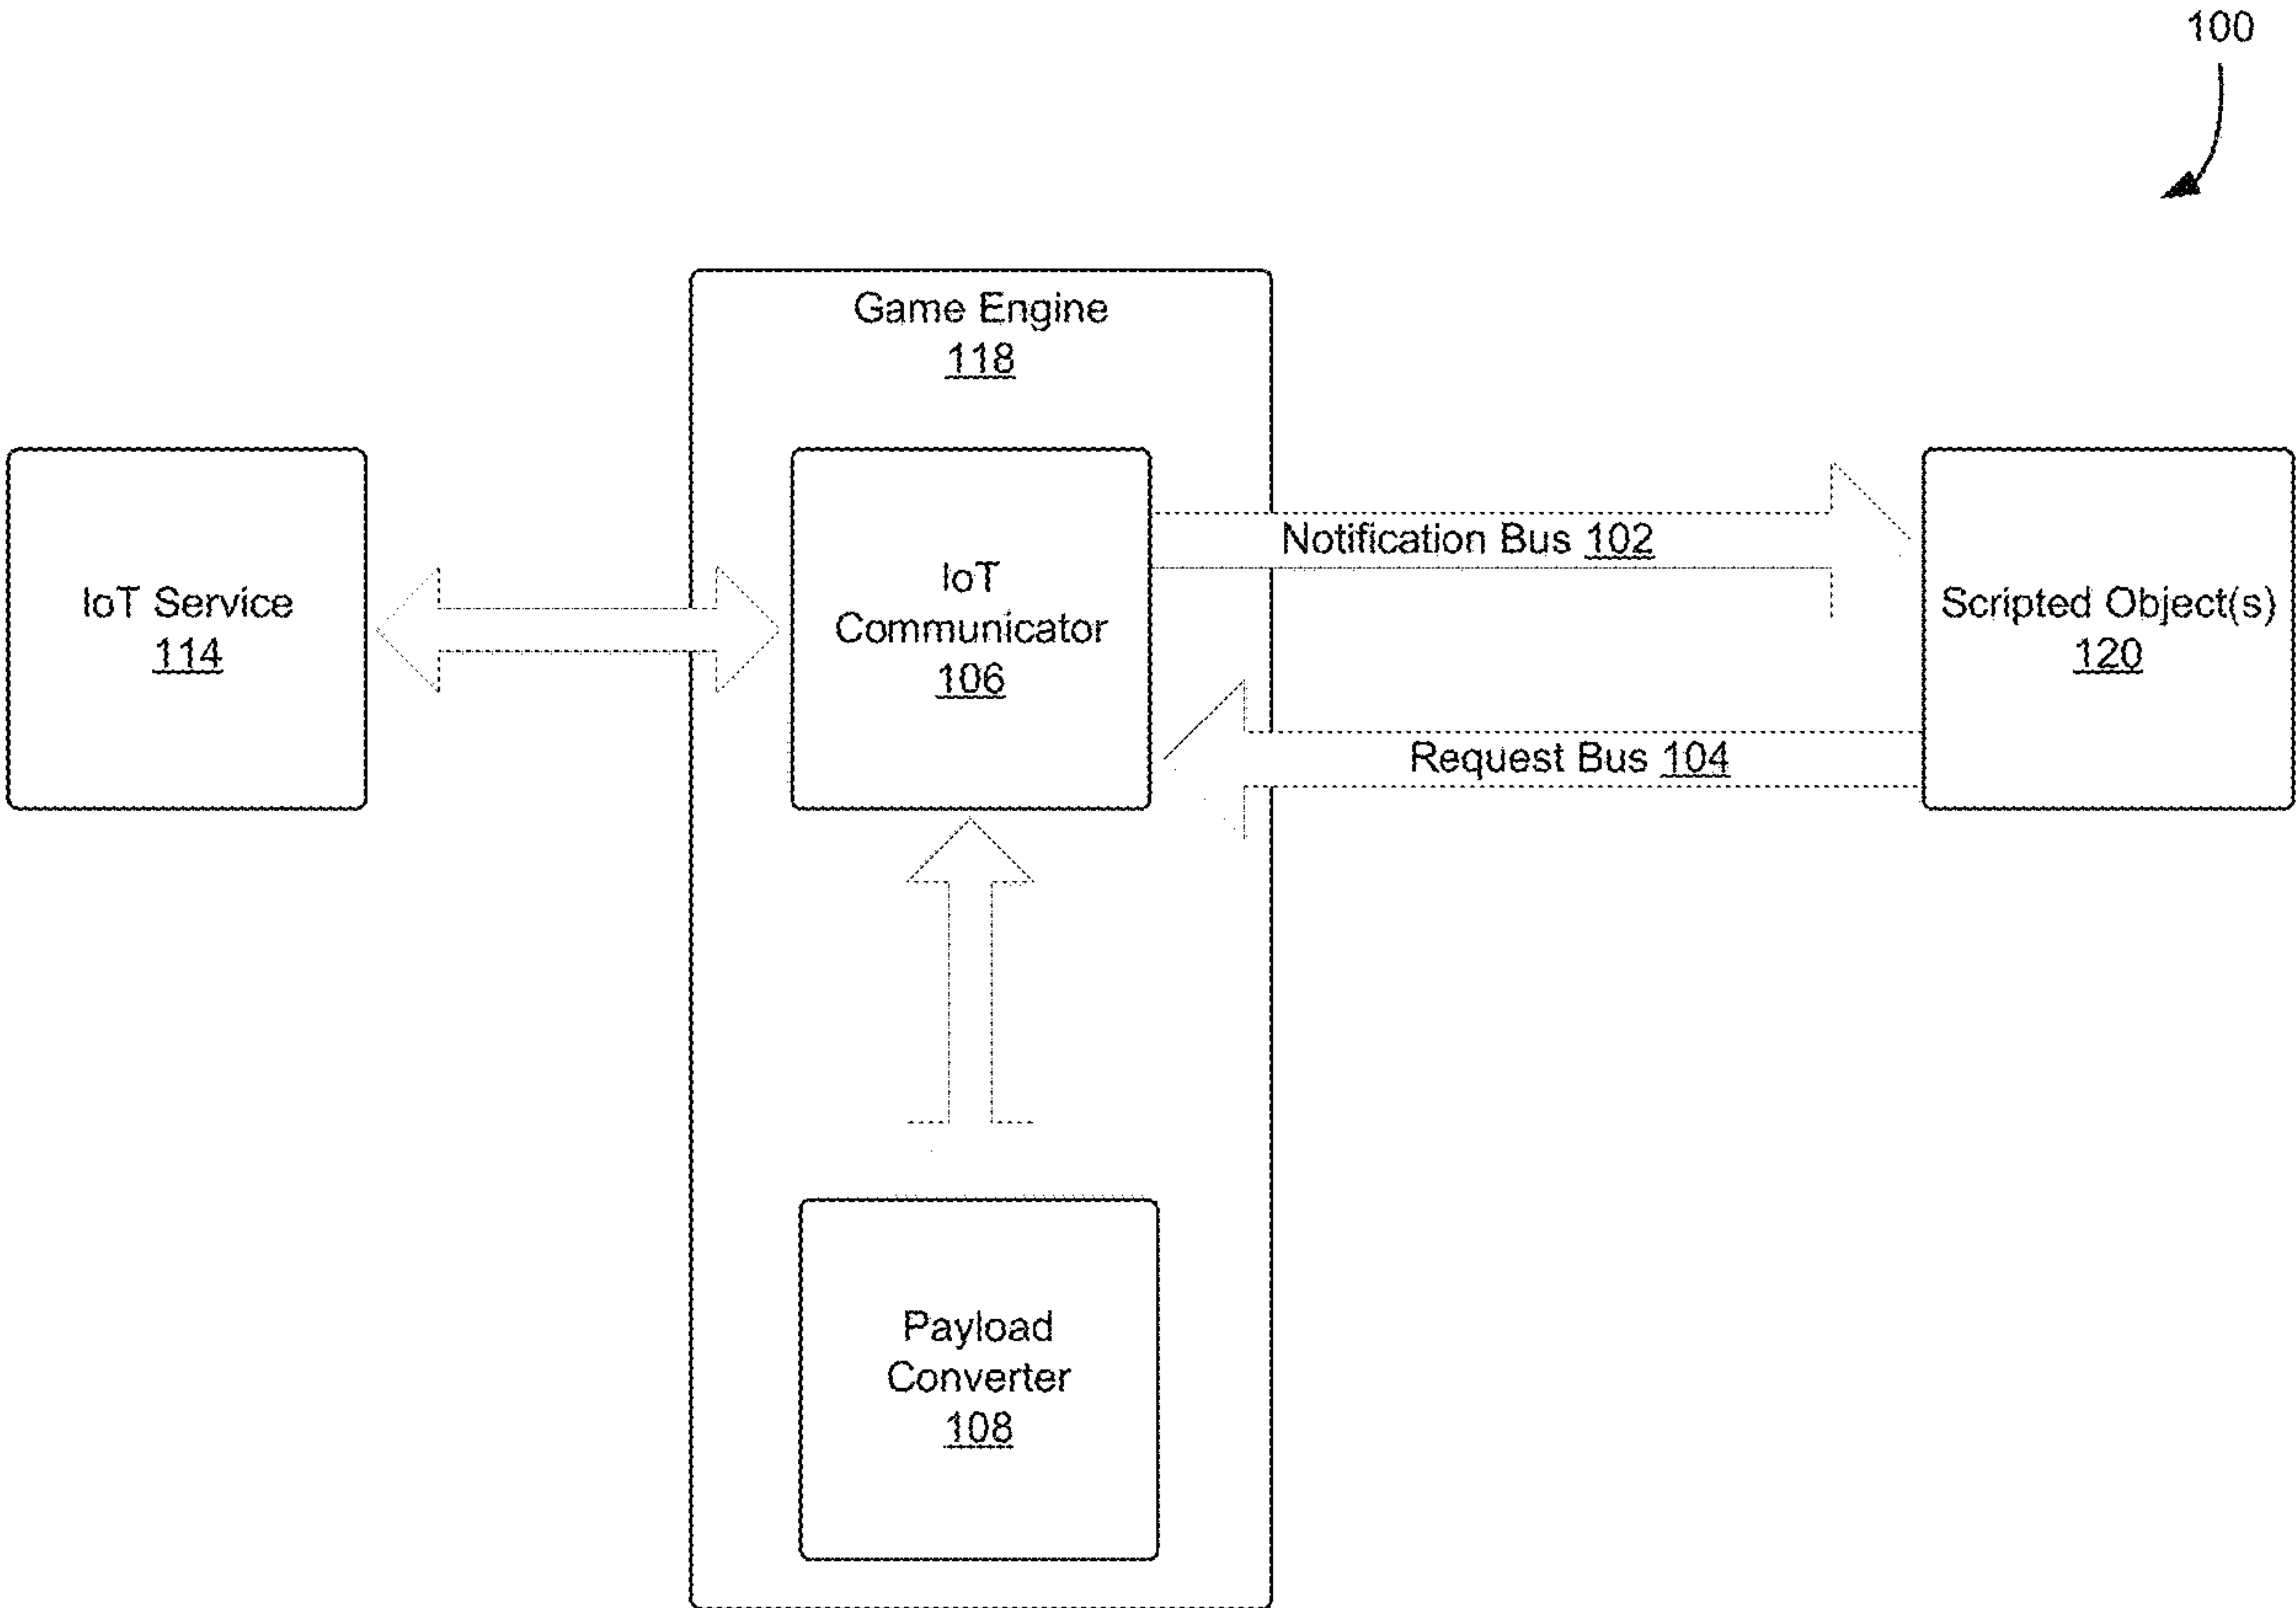 100
Game Engine
118
IoT Service
114
IoT
Communicator
106
Notification Bus 102
Request Bus 104
Scripted Object(s)
120
Payload
Converter
108